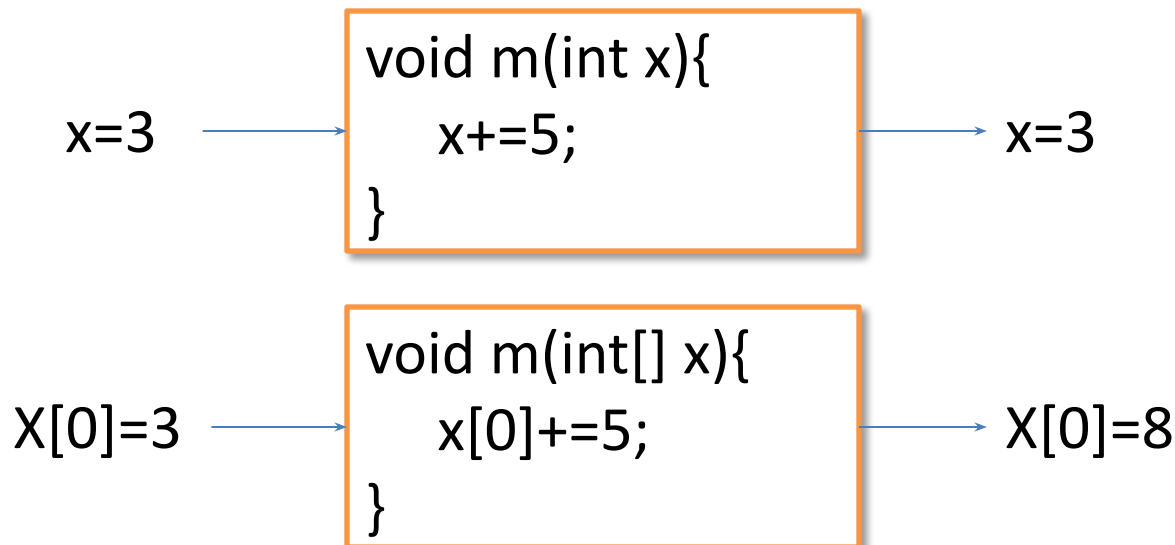 void m(int x){
x=3
x+=5;
x=3
}
void m(int[] x){
X[0]=3
x[0]+=5;
X[0]=8
}